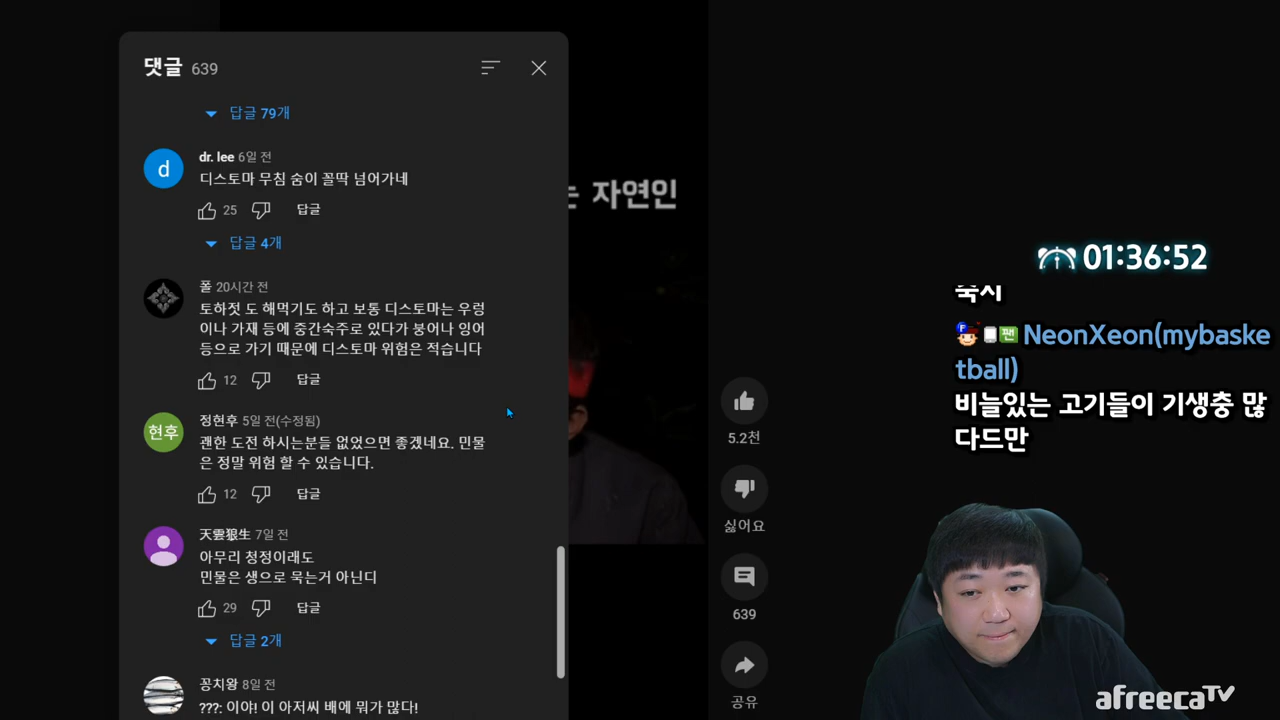 댓글 639
답글 79개
d
dr. lee 6일 전
디스토마 무침 숨이 꼴딱 넘어가네
25 답글
답글 4개
폴 20시간 전
토하젓 도 해먹기도 하고 보통 디스토마는 우렁
이나 가재 등에 중간숙주로 있다가 붕어나 잉어
등으로 가기 때문에 디스토마 위험은 적습니다
12 답글
현후
정현후 5일 전(수정됨)
괜한 도전 하시는분들 없었으면 좋겠네요. 민물
은 정말 위험 할 수 있습니다.
12 답글
天雲狼生 7일 전
아무리 청정이래도
민물은 생으로 묵는거 아닌디
29 답글
답글 2개
꽁치왕 8일 전
???: 이야! 이 아저씨 배에 뭐가 많다!
는 자연인
5.2천
싫어요
639
공유
01:36:52
F 팬 NeonXeon(mybaske
tball)
비늘있는 고기들이 기생충 많
다드만
afreecaTV